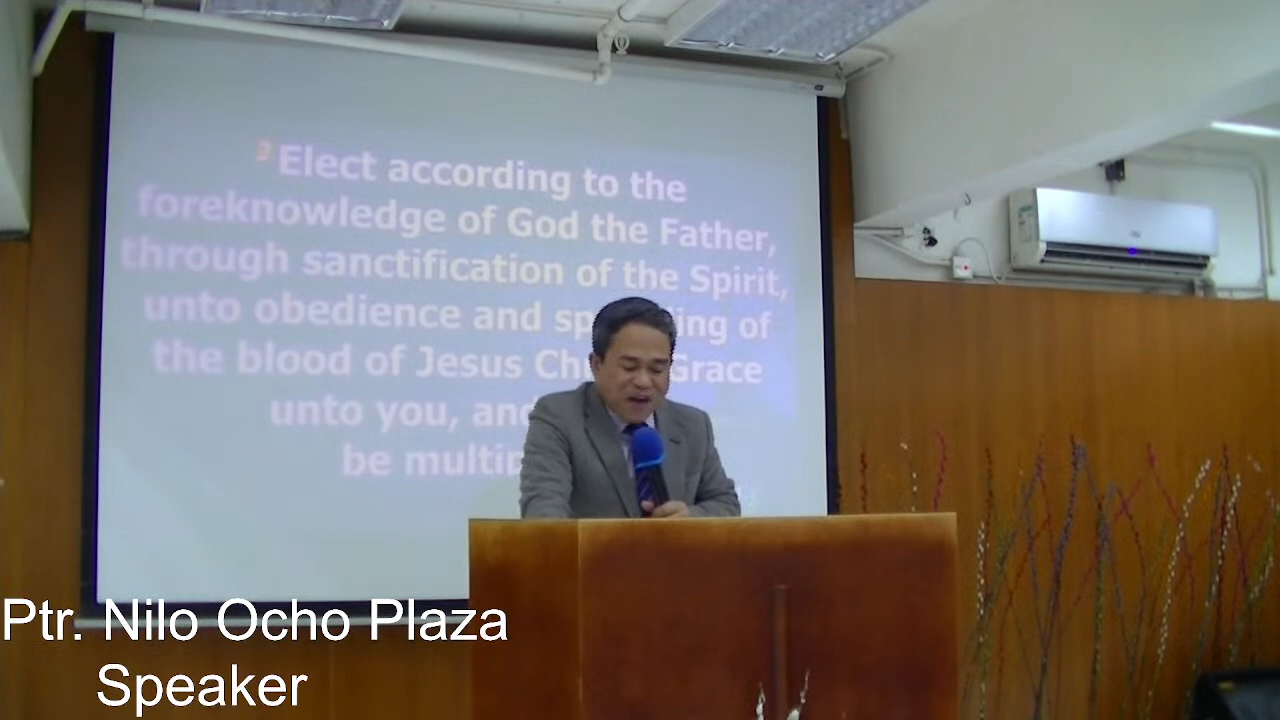 2 Elect according to the
foreknowledge of God the Father,
through sanctification of the Spirit,
unto obedience and sp ing of
the blood of Jesus Ch Grace
unto you, and
be multip
Ptr. Nilo Ocho Plaza
Speaker